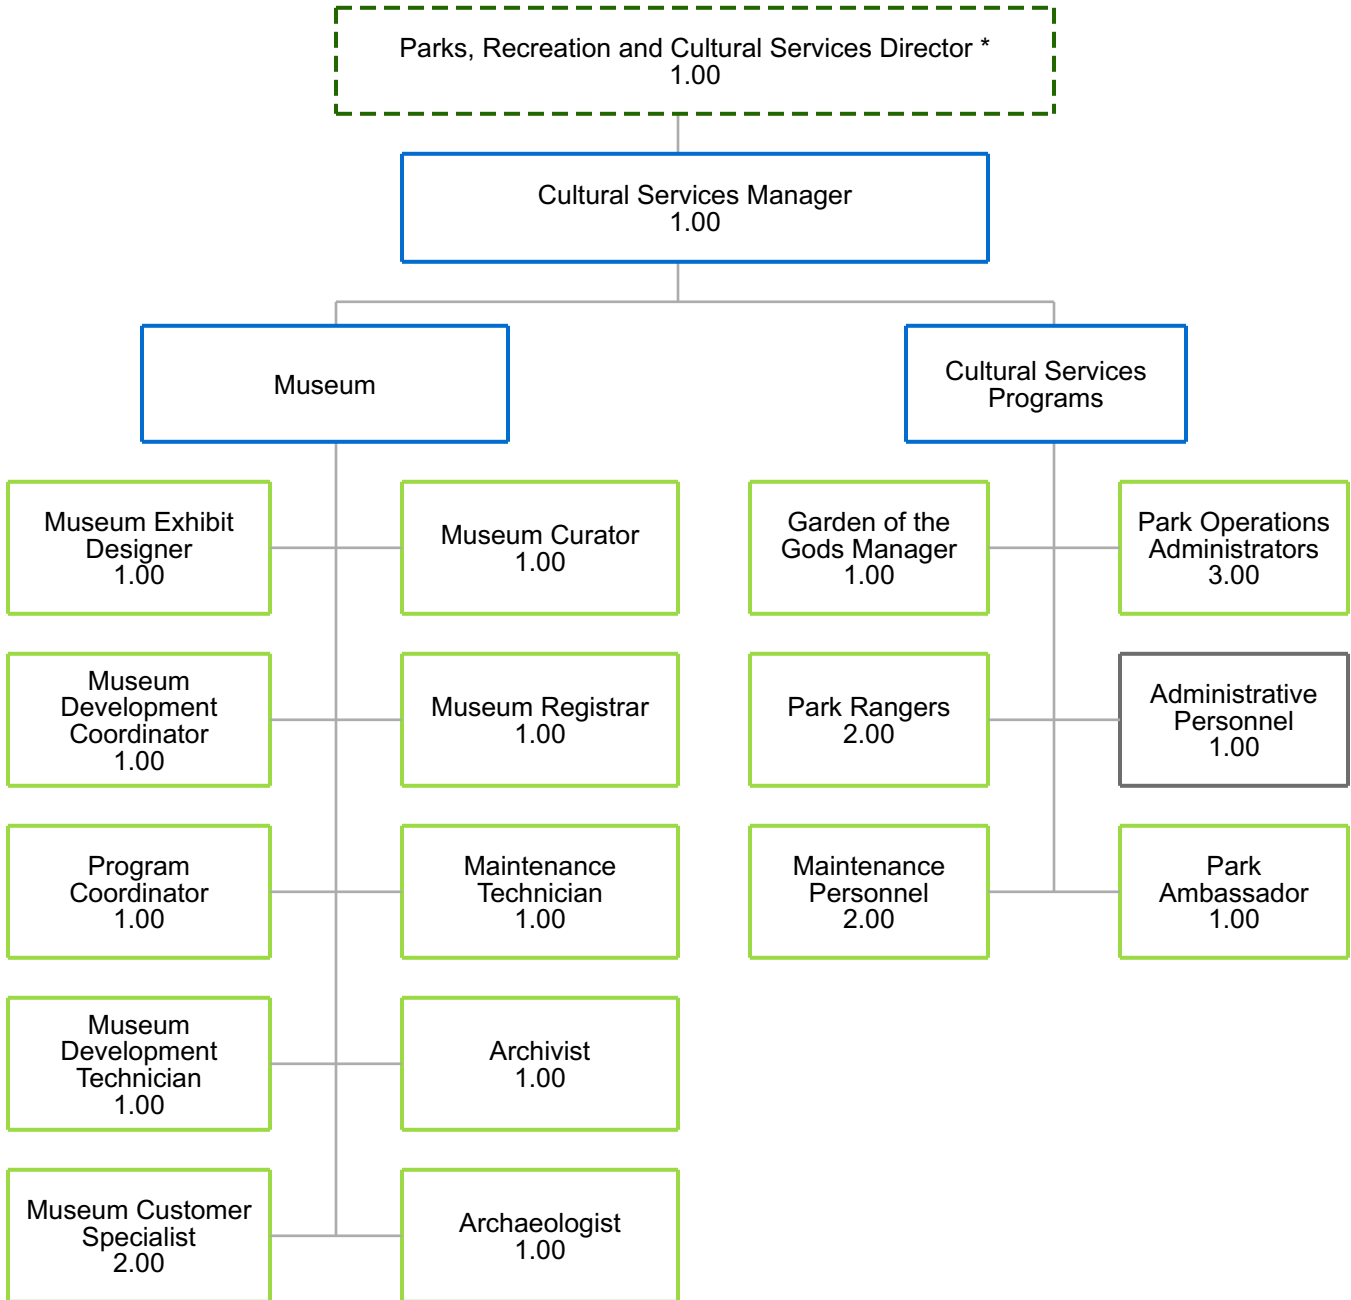 Parks, Recreation and Cultural Services Director *
1.00
Cultural Services Manager
1.00
Museum
Cultural Services
Programs
Museum Exhibit
Designer
1.00
Museum Curator
1.00
Garden of the
Gods Manager
1.00
Park Operations
Administrators
3.00
Museum
Development
Coordinator
1.00
Museum Registrar
1.00
Park Rangers
2.00
Administrative
Personnel
1.00
Program
Coordinator
1.00
Maintenance
Technician
1.00
Maintenance
Personnel
2.00
Park
Ambassador
1.00
Museum
Development
Technician
1.00
Archivist
1.00
Museum Customer
Specialist
2.00
Archaeologist
1.00